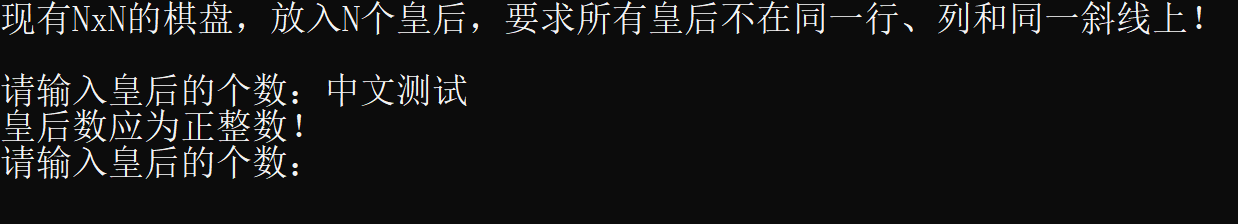 现有NxN的棋盘，放入N个皇后，要求所有皇后不在同一行、列和同一斜线上！
请输入皇后的个数：中文测试
皇后数应为正整数！
请输入皇后的个数：